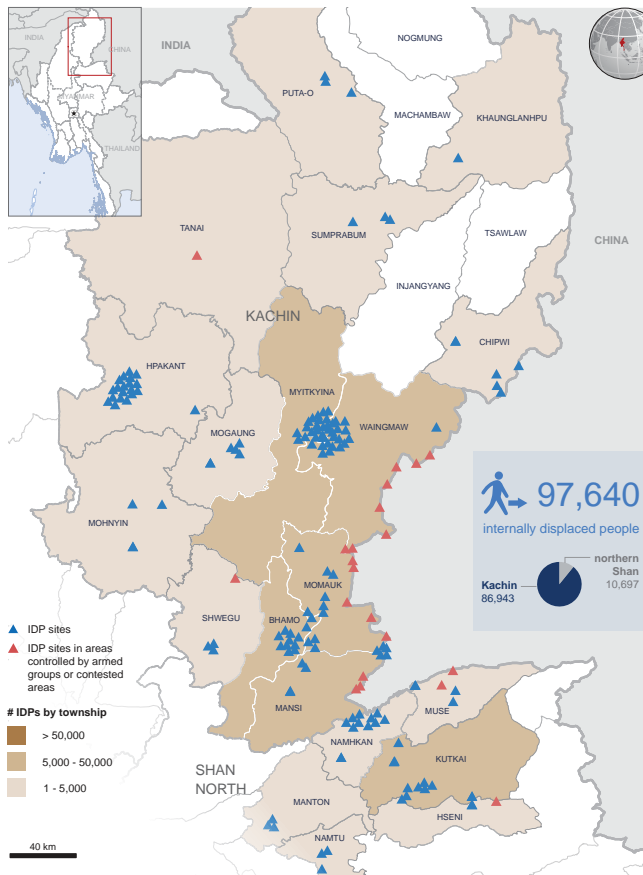 INDIA
CHINA
MYANMAR
THAILAND
INDIA
NOGMUNG
PUTA-O
MACHAMBAW
KHAUNGLANHPU
TANAI
SUMPRABUM
TSAWLAW
CHINA
INJANGYANG
KACHIN
CHIPWI
HPAKANT
MYITKYINA
WAINGMAW
MOGAUNG
MOHNYIN
97,640
internally displaced people
northern
Shan
10,697
Kachin
86,943
MOMAUK
SHWEGU
BHAMO
IDP sites
IDP sites in areas
controlled by armed
groups or contested
areas
MANSI
# IDPs by township
> 50,000
5,000 - 50,000
1 - 5,000
MUSE
NAMHKAN
KUTKAI
SHAN
NORTH
MANTON
HSENI
NAMTU
40 km